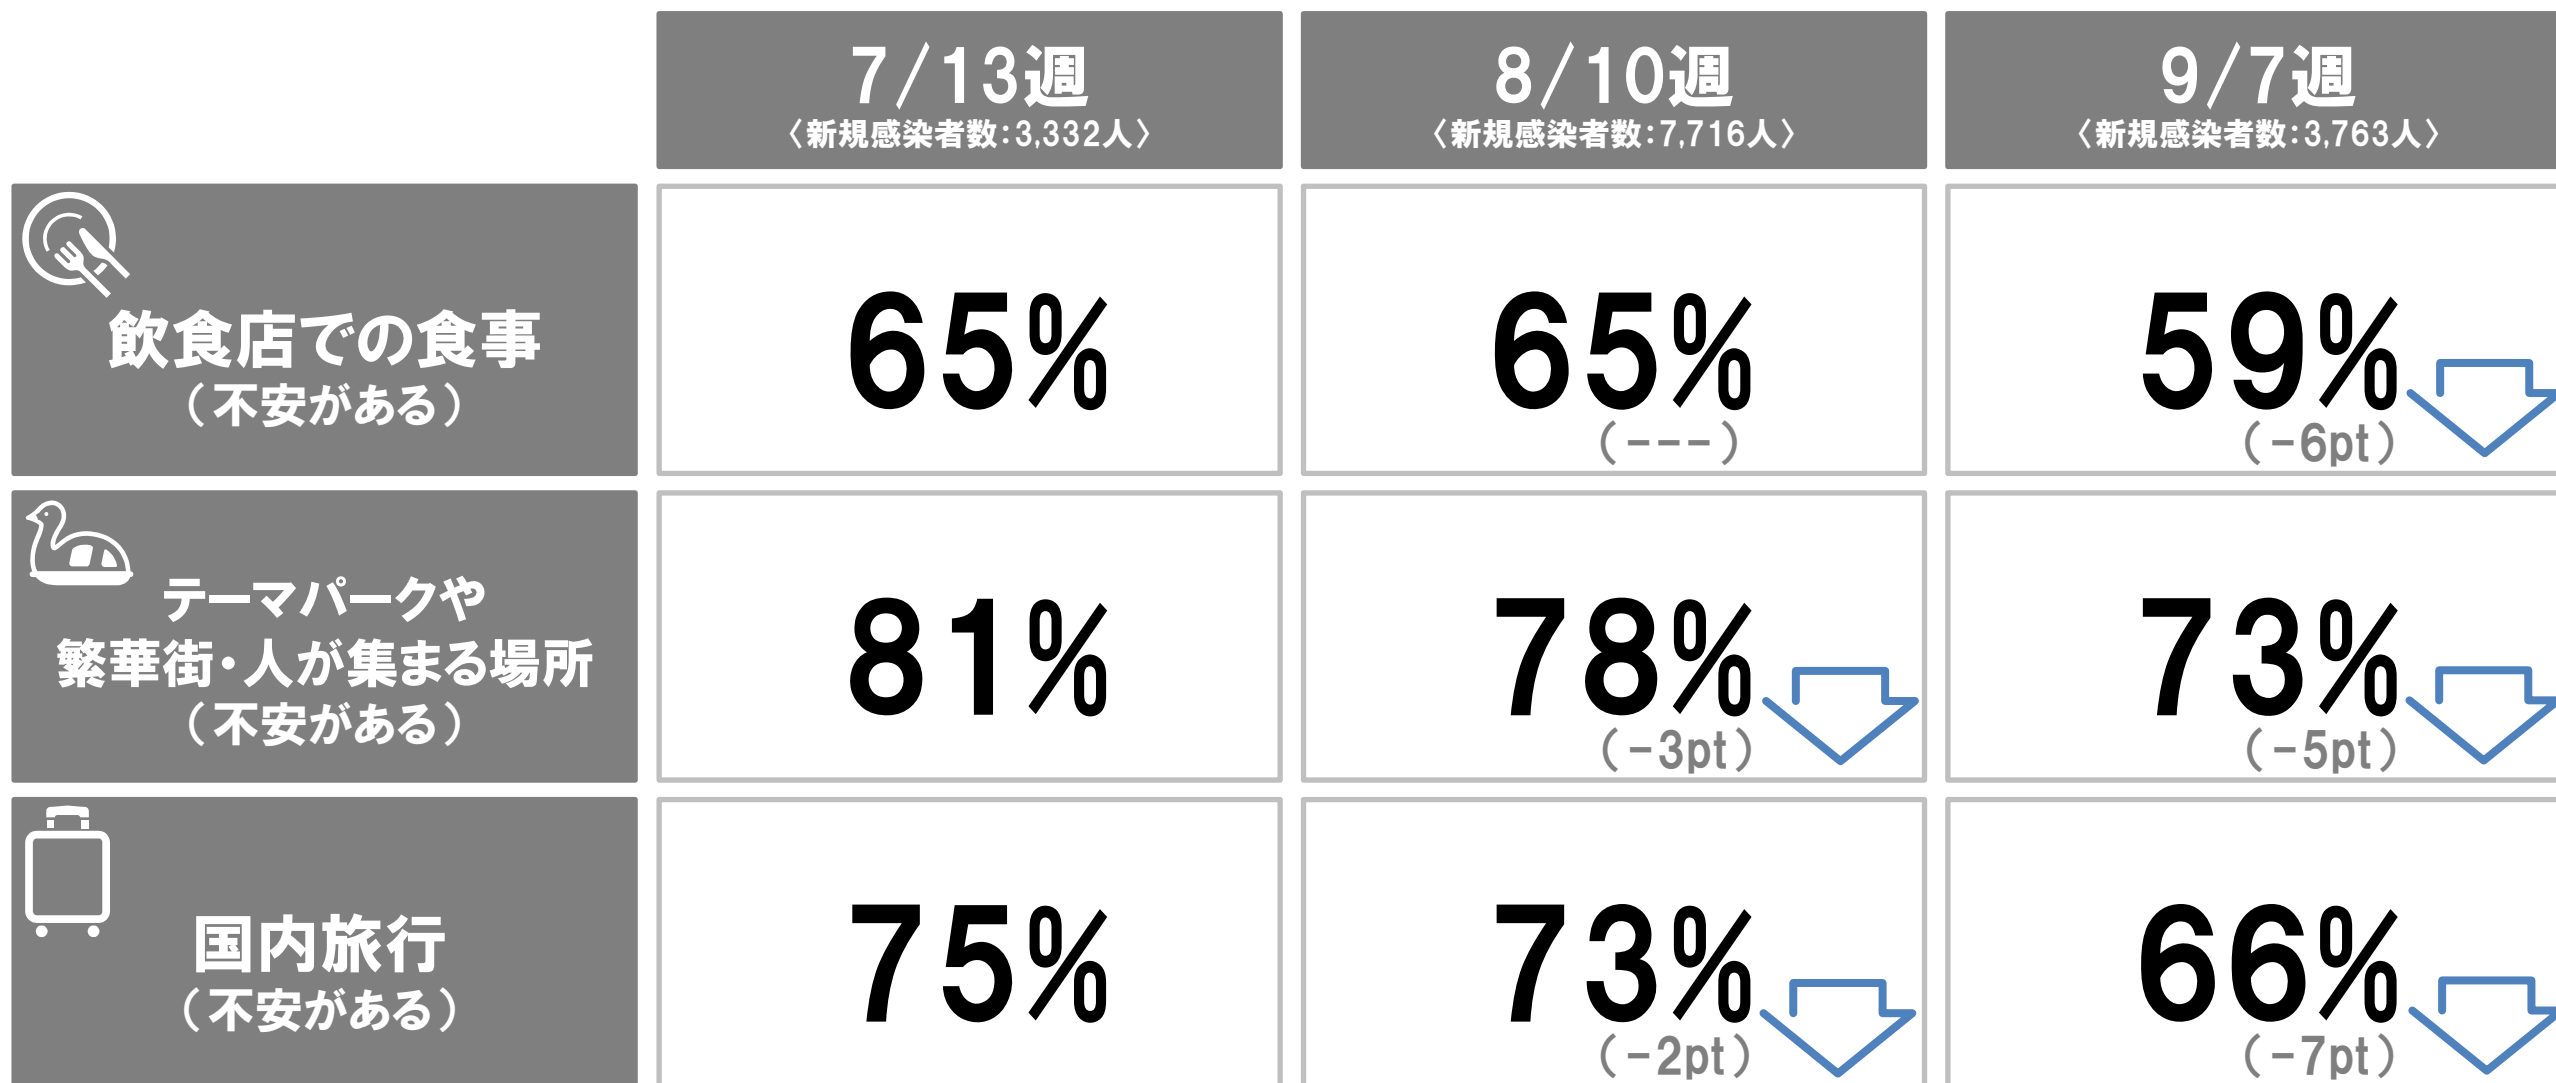 7/13週
〈新規感染者数：3,332人〉
8/10週
〈新規感染者数：7,716人〉
9/7週
〈新規感染者数：3,763人〉
飲食店での食事
（不安がある）
65%
65%
（---）
59%
（-6pt）
テーマパークや
繁華街・人が集まる場所
（不安がある）
81%
78%
（-3pt）
73%
（-5pt）
国内旅行
（不安がある）
75%
73%
（-2pt）
66%
（-7pt）